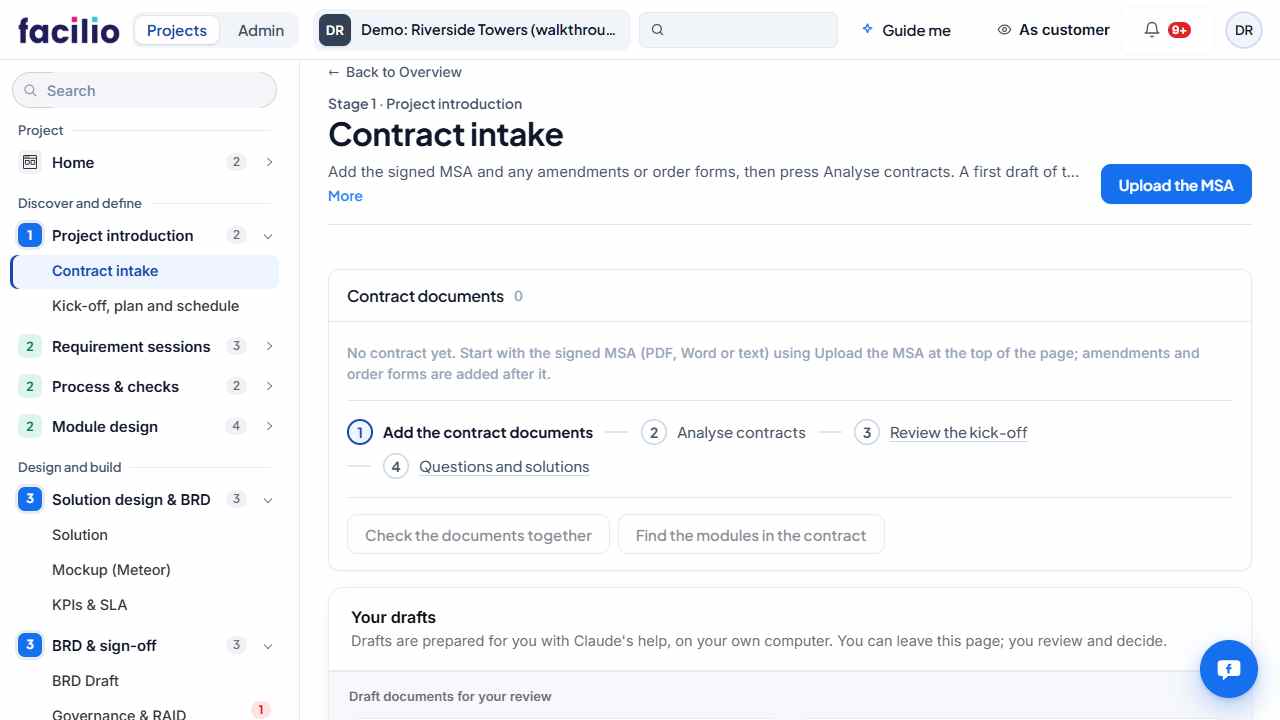 facilio
Projects
Admin
DR
Demo: Riverside Towers (walkthrou...
Guide me
As customer
9+
DR
Search
Project
Home 2
Discover and define
1 Project introduction 2
Contract intake
Kick-off, plan and schedule
2 Requirement sessions 3
2 Process & checks 2
2 Module design 4
Design and build
3 Solution design & BRD 3
Solution
Mockup (Meteor)
KPIs & SLA
3 BRD & sign-off 3
BRD Draft
Governance & RAID 1
← Back to Overview
Stage 1 · Project introduction
Contract intake
Add the signed MSA and any amendments or order forms, then press Analyse contracts. A first draft of t...
More
Upload the MSA
Contract documents 0
No contract yet. Start with the signed MSA (PDF, Word or text) using Upload the MSA at the top of the page; amendments and
order forms are added after it.
1 Add the contract documents 2 Analyse contracts 3 Review the kick-off
4 Questions and solutions
Check the documents together Find the modules in the contract
Your drafts
Drafts are prepared for you with Claude's help, on your own computer. You can leave this page; you review and decide.
Draft documents for your review